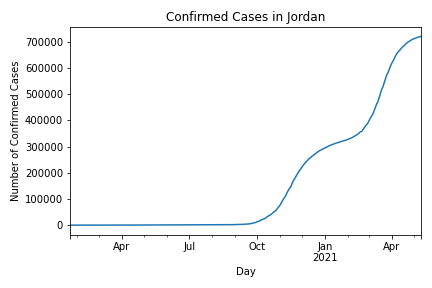 Confirmed Cases in Jordan
Number of Confirmed Cases
700000
600000
500000
400000
300000
200000
100000
0
Apr
Jul
Oct
Jan
2021
Apr
Day